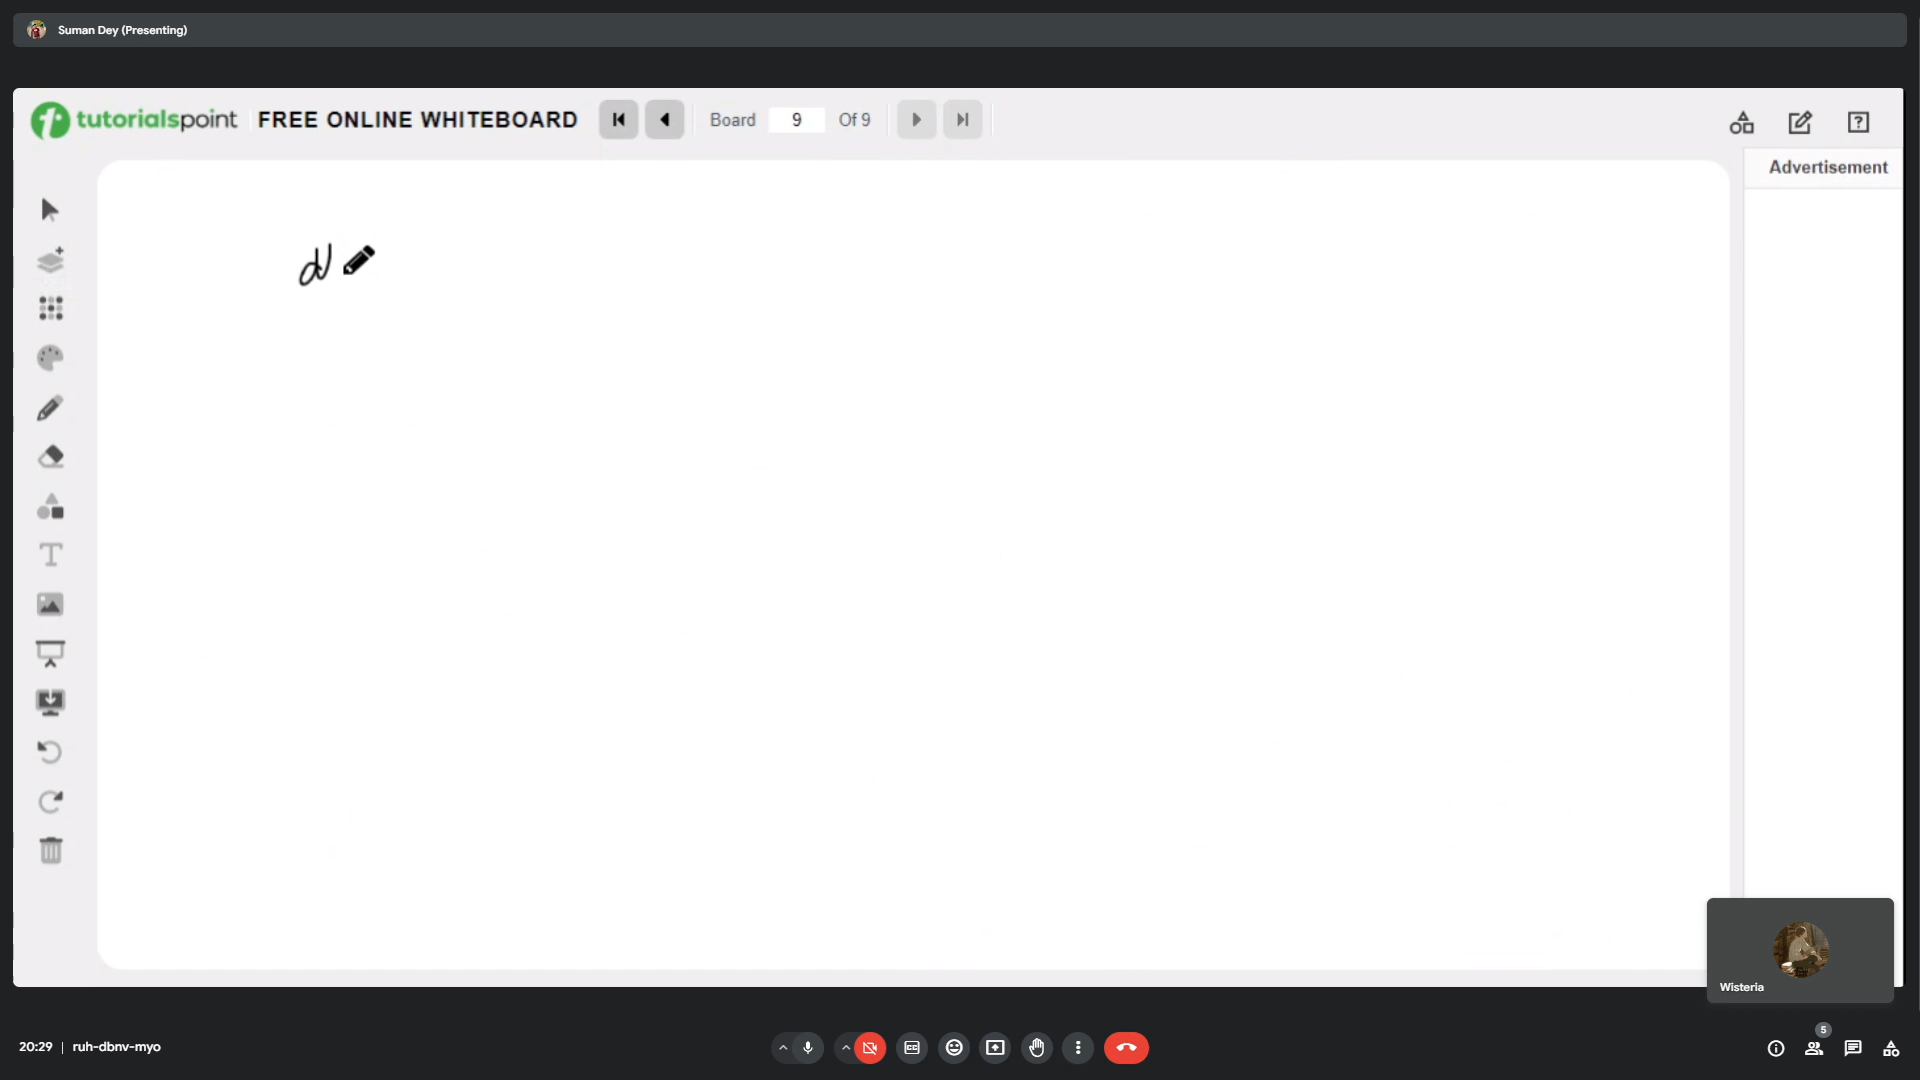 Suman Dey (Presenting)
tutorialspoint FREE ONLINE WHITEBOARD Board 9 Of 9
Advertisement
Wisteria
20:29 | ruh-dbnv-myo
5